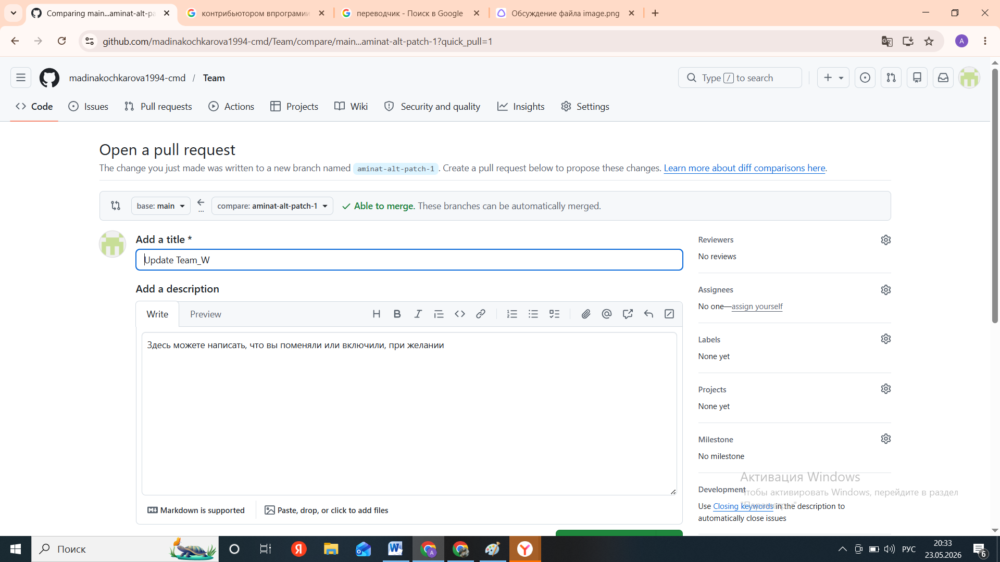 Comparing main...aminat-alt-pa
контрибьютором впрограмми
переводчик - Поиск в Google
Обсуждение файла image.png
github.com/madinakochkarova1994-cmd/Team/compare/main...aminat-alt-patch-1?quick_pull=1
A
madinakochkarova1994-cmd / Team
Type / to search
Code
Issues
Pull requests
Actions
Projects
Wiki
Security and quality
Insights
Settings
Open a pull request
The change you just made was written to a new branch named aminat-alt-patch-1. Create a pull request below to propose these changes. Learn more about diff comparisons here.
base: main
compare: aminat-alt-patch-1
Able to merge. These branches can be automatically merged.
Add a title *
Update Team_W
Add a description
Write
Preview
Здесь можете написать, что вы поменяли или включили, при желании
Markdown is supported
Paste, drop, or click to add files
Reviewers
No reviews
Assignees
No one—assign yourself
Labels
None yet
Projects
None yet
Milestone
No milestone
Development
Use Closing keywords in the description to
automatically close issues
Активация Windows
Чтобы активировать Windows, перейдите в раздел
"Параметры"
Поиск
РУС
20:33
23.05.2026
6